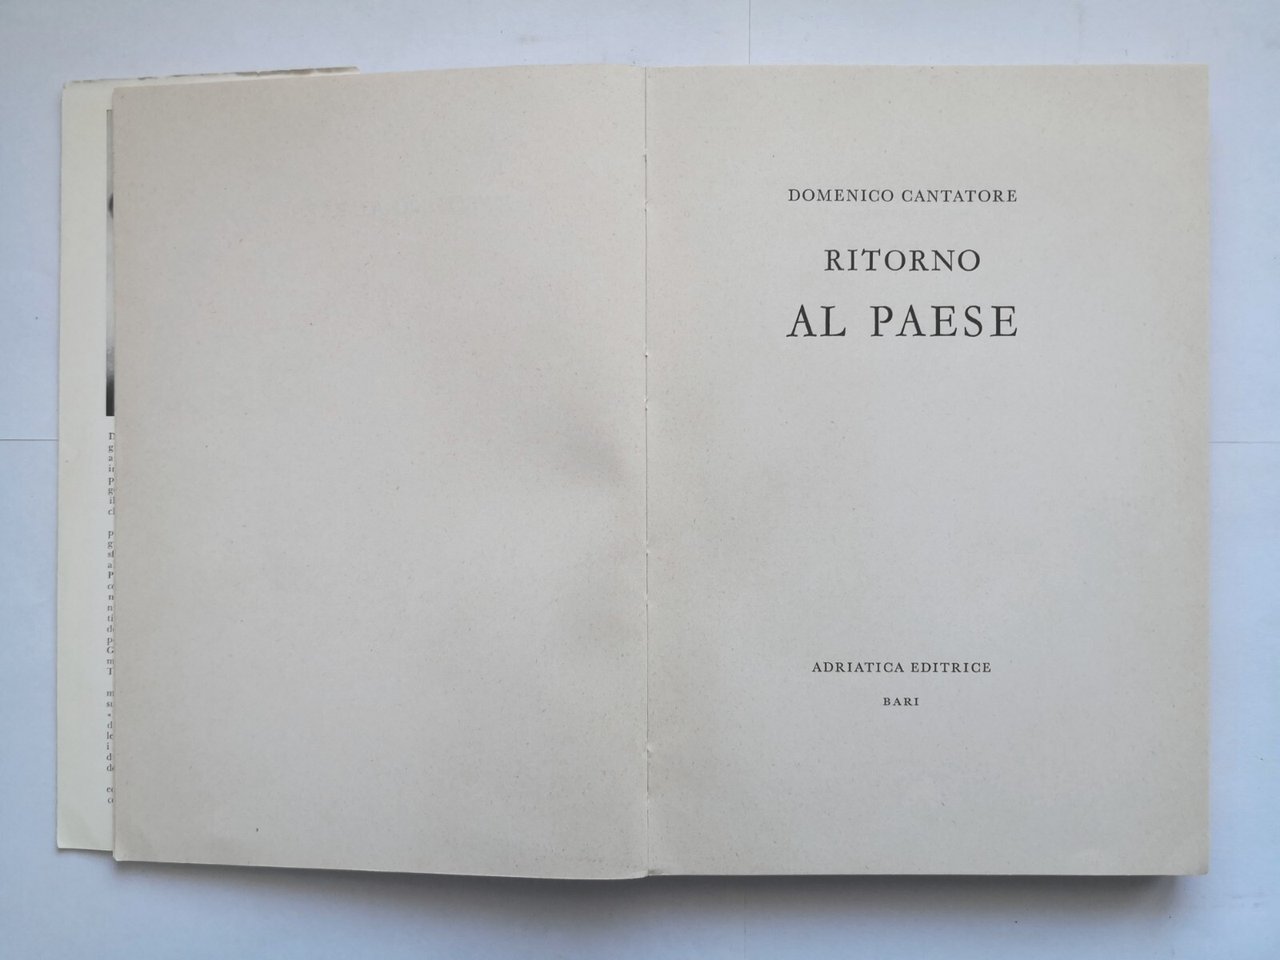 DOMENICO CANTATORE
RITORNO
AL PAESE
ADRIATICA EDITRICE
BARI